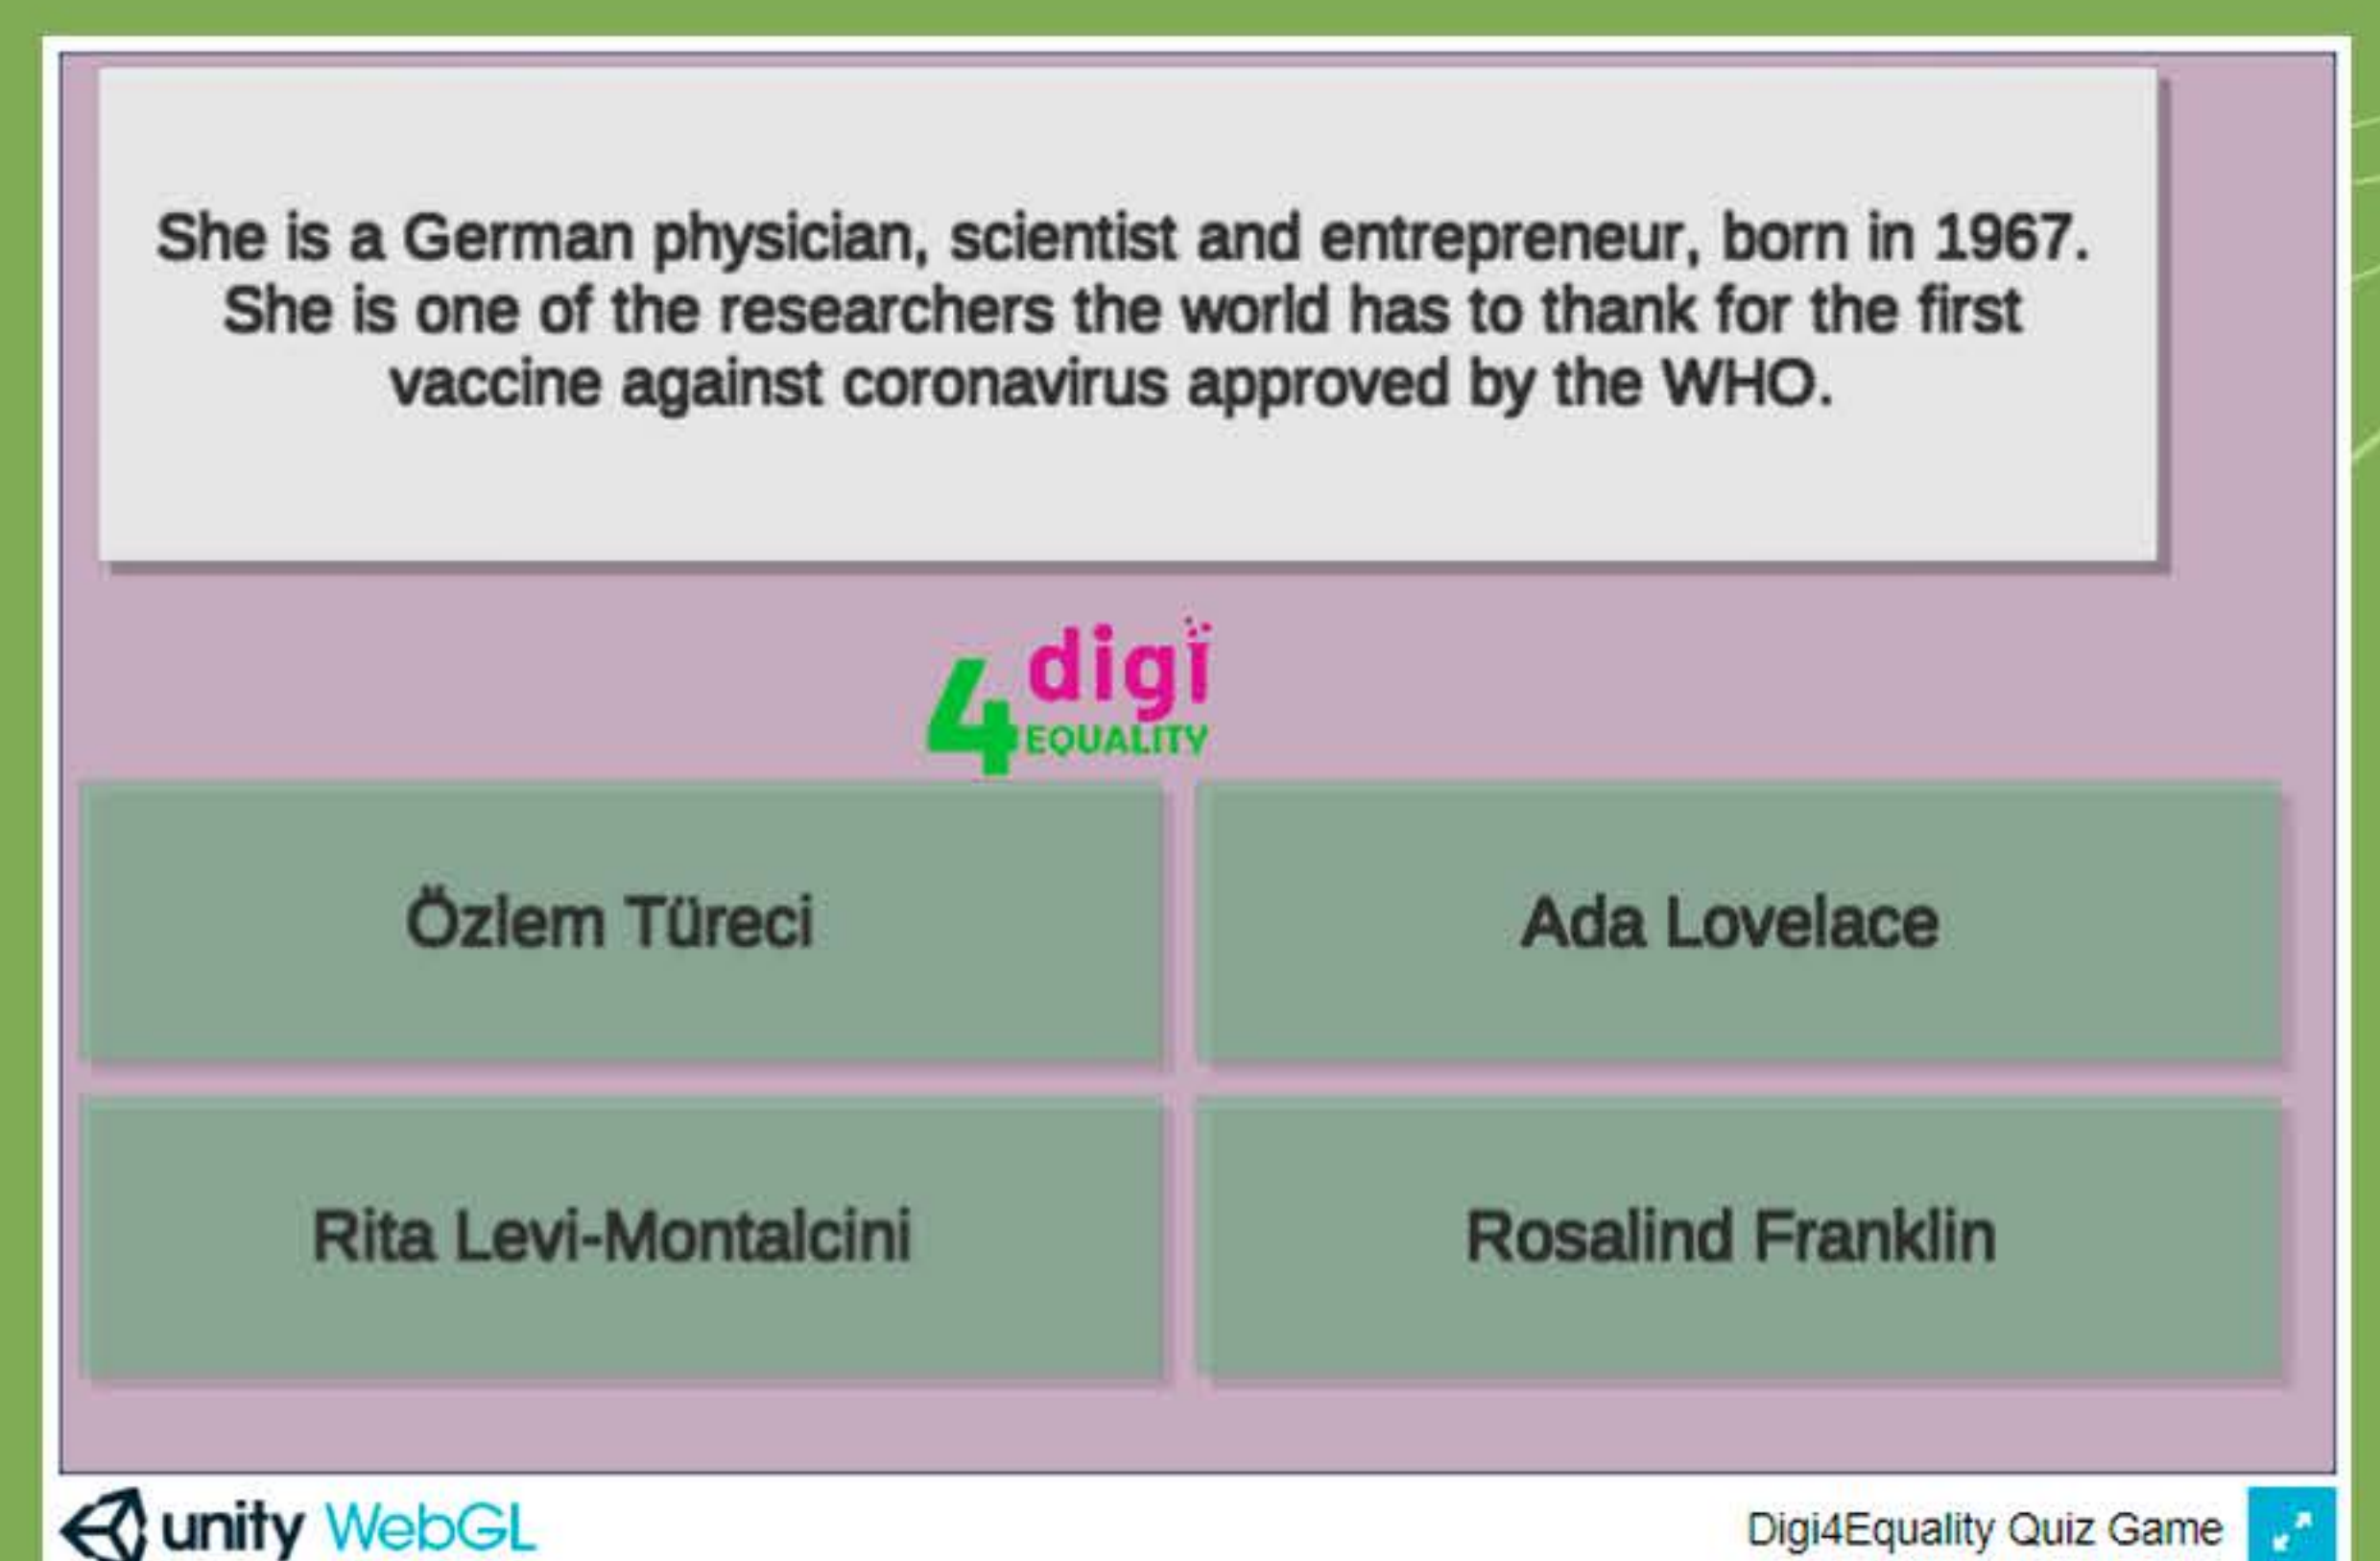 She is a German physician, scientist and entrepreneur, born in 1967.
She is one of the researchers the world has to thank for the first
vaccine against coronavirus approved by the WHO.
4 digi
EQUALITY
Özlem Türeci
Ada Lovelace
Rita Levi-Montalcini
Rosalind Franklin
unity WebGL
Digi4Equality Quiz Game